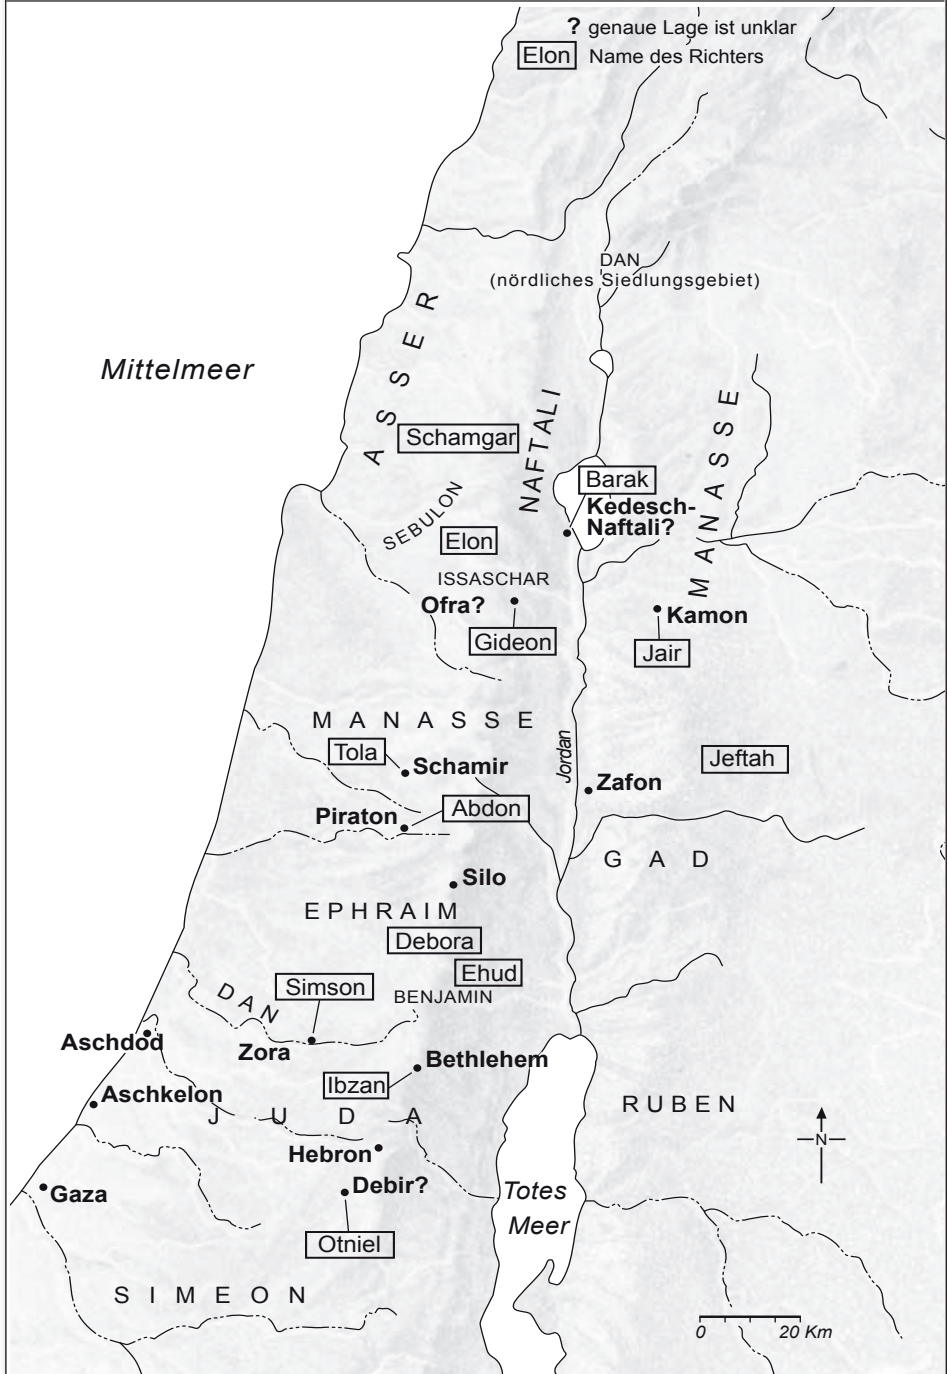 ? genaue Lage ist unklar
Elon Name des Richters
DAN
(nördliches Siedlungsgebiet)
ASSER
Mittelmeer
NAFTALI
MANASSE
Schamgar
Barak
Kedesch-
Naftali?
SEBULON
Elon
ISSASCHAR
Ofra?
Gideon
Kamon
Jair
MANASSE
Tola
Schamir
Jordan
Jeftah
Zafon
Abdon
Piraton
GAD
Silo
EPHRAIM
Debora
Ehud
Simson
DAN
BENJAMIN
Aschdod
Zora
Bethlehem
Ibzan
Aschkelon
JUDA
RUBEN
N
Hebron
Debir?
Gaza
Totes
Meer
Otniel
SIMEON
0 20 Km